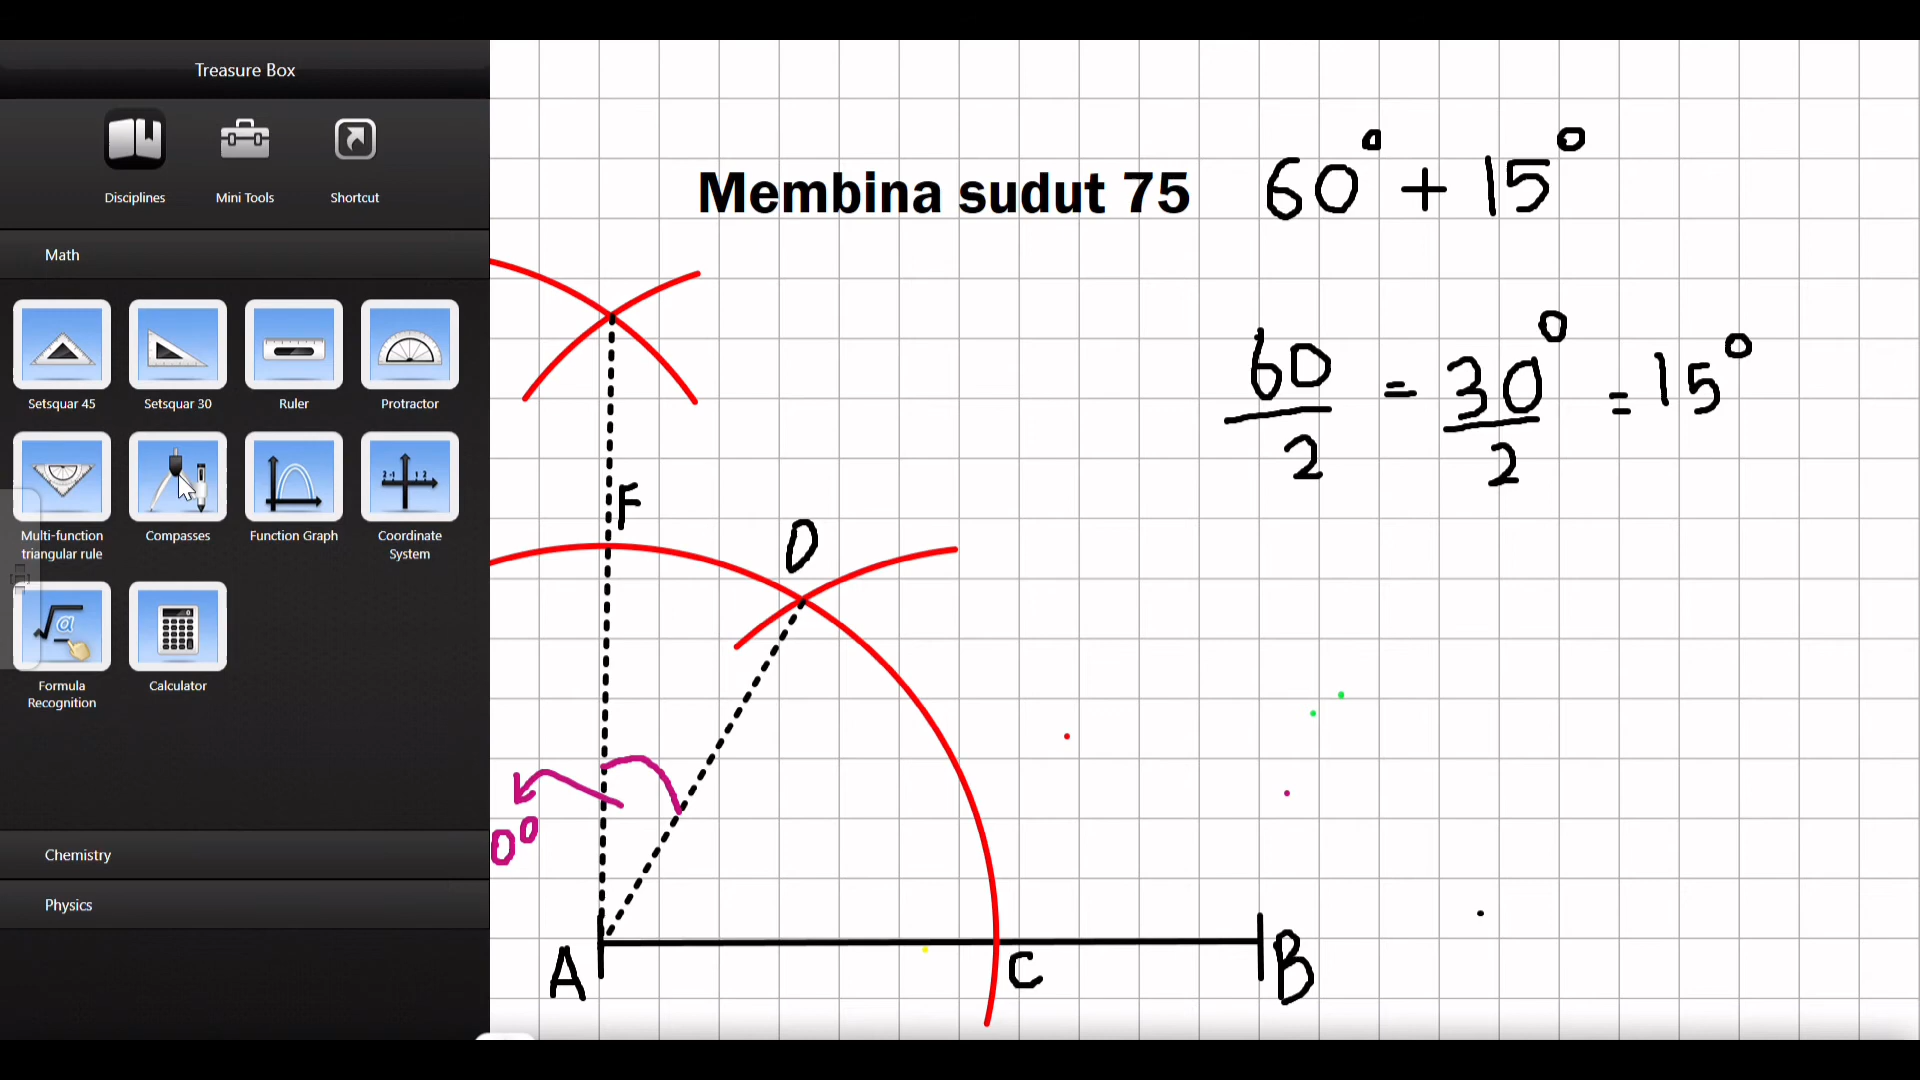 Treasure Box
Disciplines
Mini Tools
Shortcut
Math
Setsquar 45
Setsquar 30
Ruler
Protractor
Multi-function
triangular rule
Compasses
Function Graph
Coordinate
System
Formula
Recognition
Calculator
Chemistry
Physics
Membina sudut 75 60° + 15°
60/2 = 30°/2 = 15°
F
D
0°
A
C
B